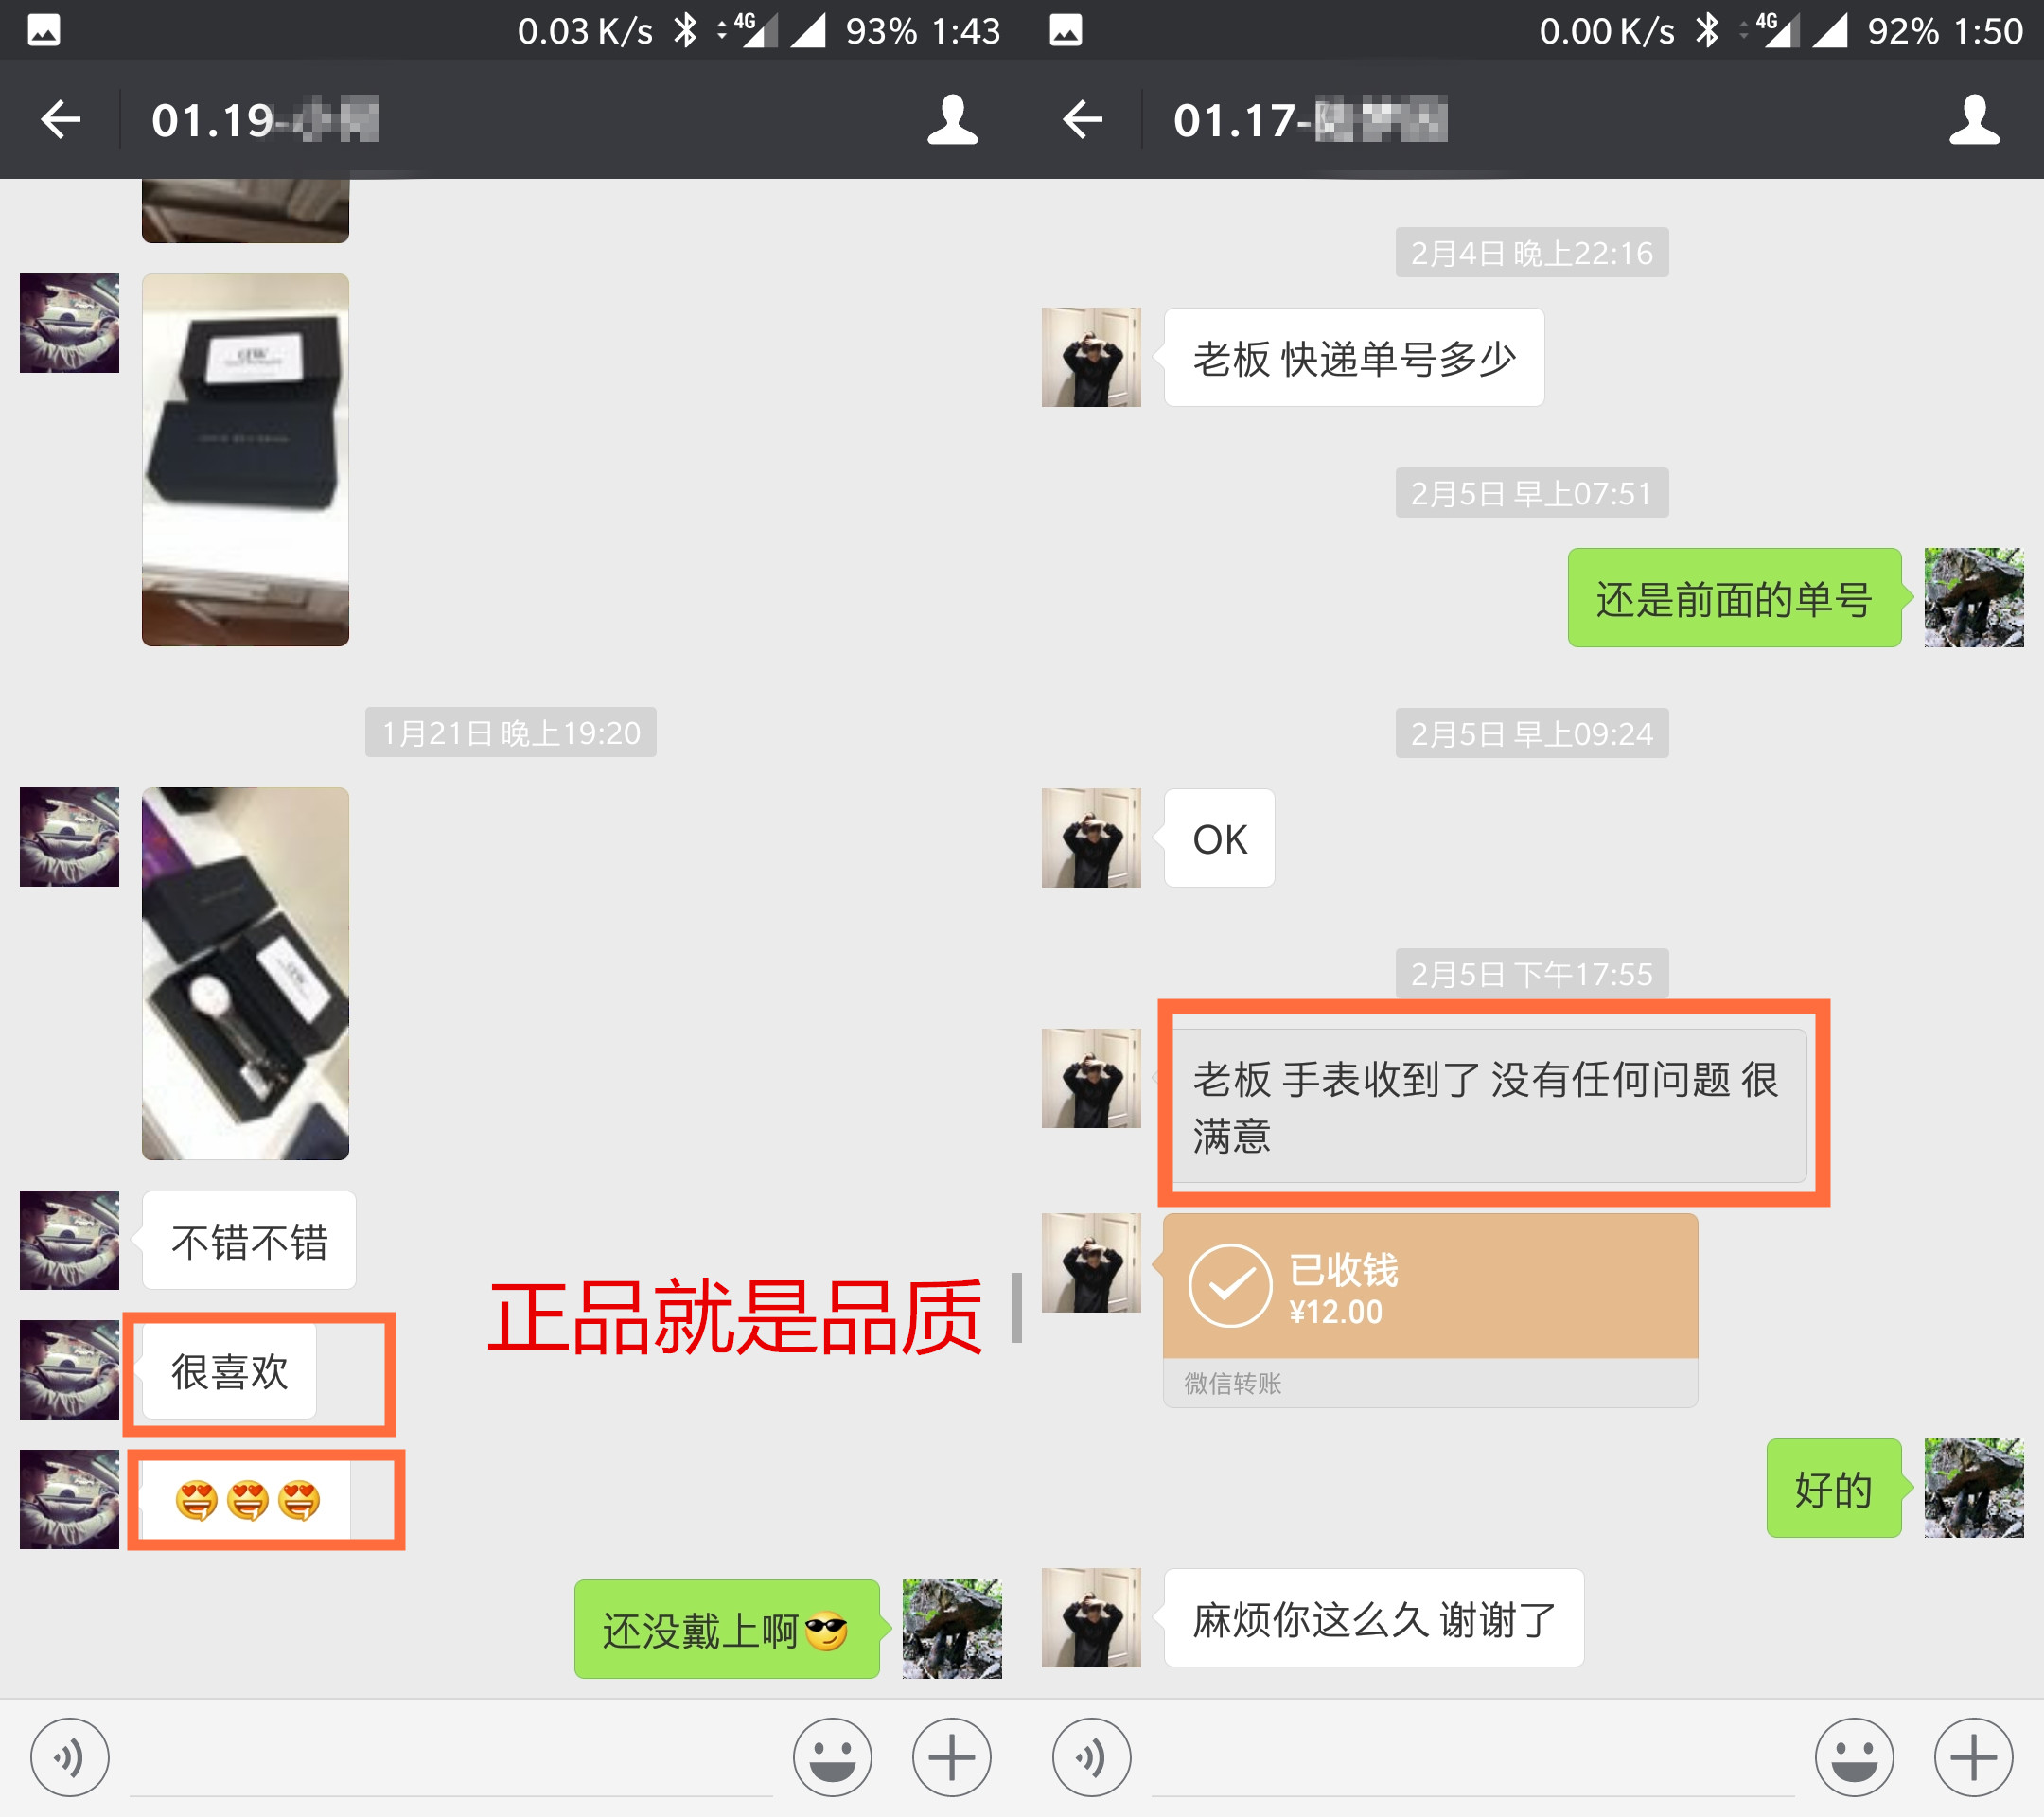 0.03 K/s 4G 93% 1:43
01.19-
1月21日 晚上19:20
不错不错
很喜欢
正品就是品质
还没戴上啊😎
0.00 K/s 4G 92% 1:50
01.17-
2月4日 晚上22:16
老板 快递单号多少
2月5日 早上07:51
还是前面的单号
2月5日 早上09:24
OK
2月5日 下午17:55
老板 手表收到了 没有任何问题 很
满意
已收钱
¥12.00
微信转账
好的
麻烦你这么久 谢谢了